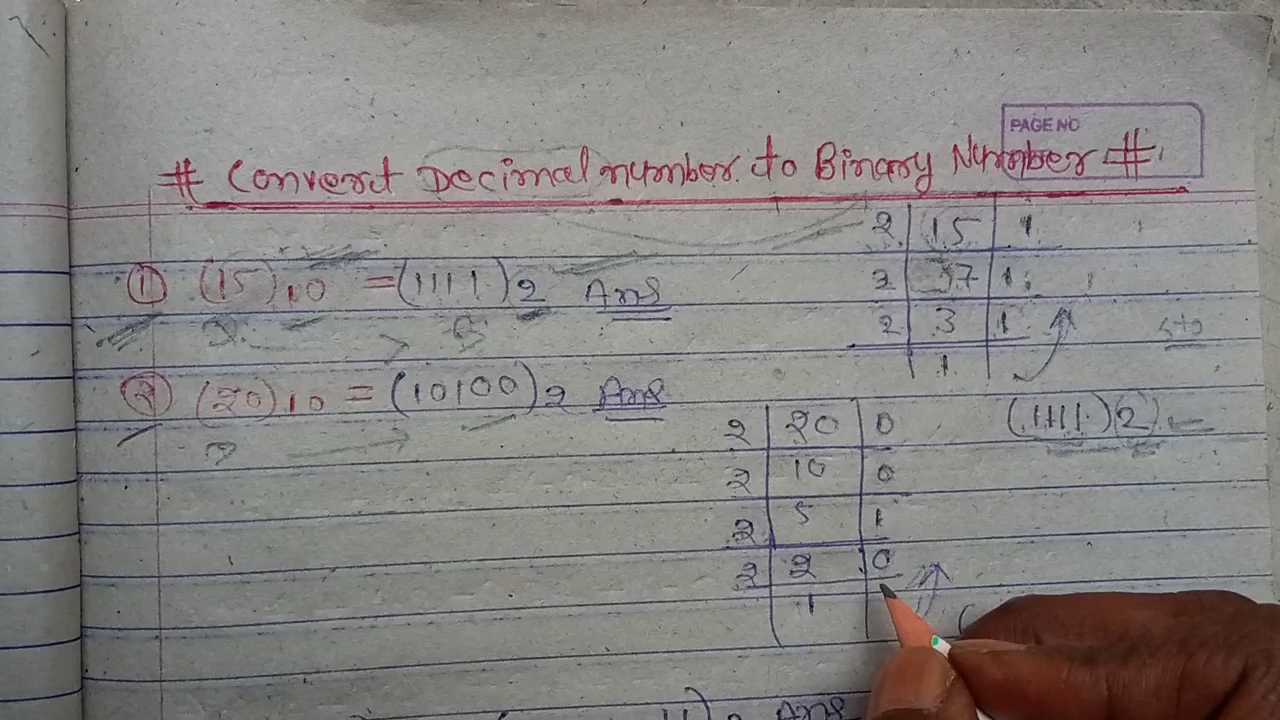 PAGE NO
# Convert Decimal number to Binary Number #
① (15)10 = (1111)2 Ans
2 | 15 | 1
2 | 7 | 1
2 | 3 | 1
1
(1111)2
② (20)10 = (10100)2 Ans
2 | 20 | 0
2 | 10 | 0
2 | 5 | 1
2 | 2 | 0
1
Ans